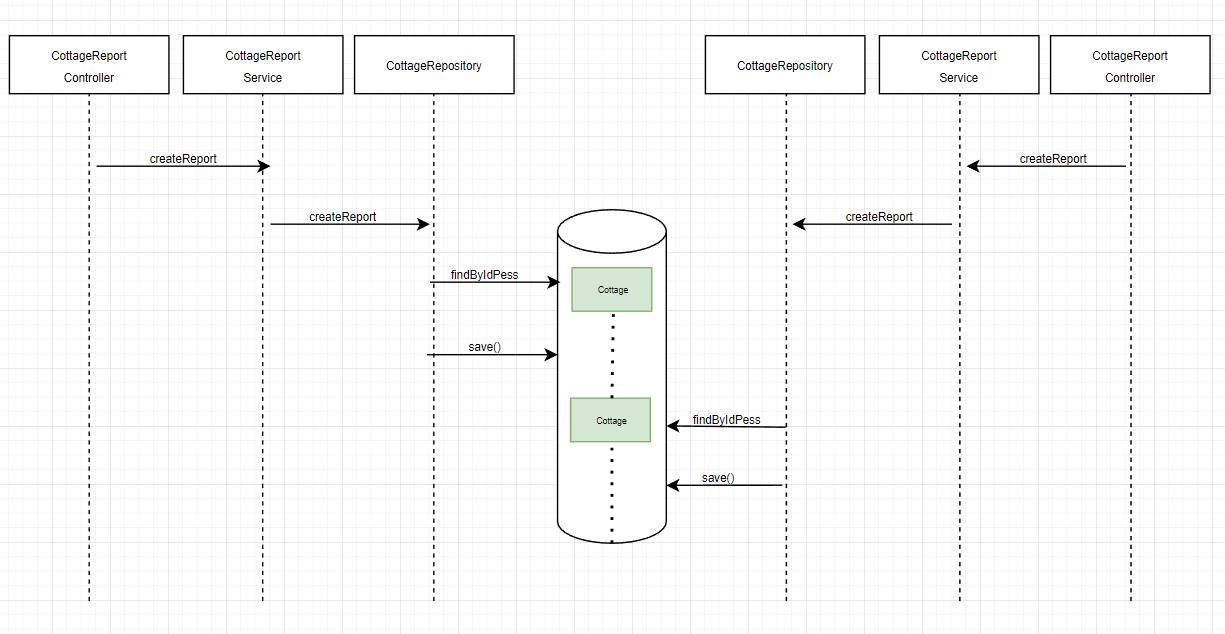 CottageReport
Controller
CottageReport
Service
CottageRepository
CottageRepository
CottageReport
Service
CottageReport
Controller
createReport
createReport
createReport
createReport
findByIdPess
Cottage
save()
Cottage
findByIdPess
save()